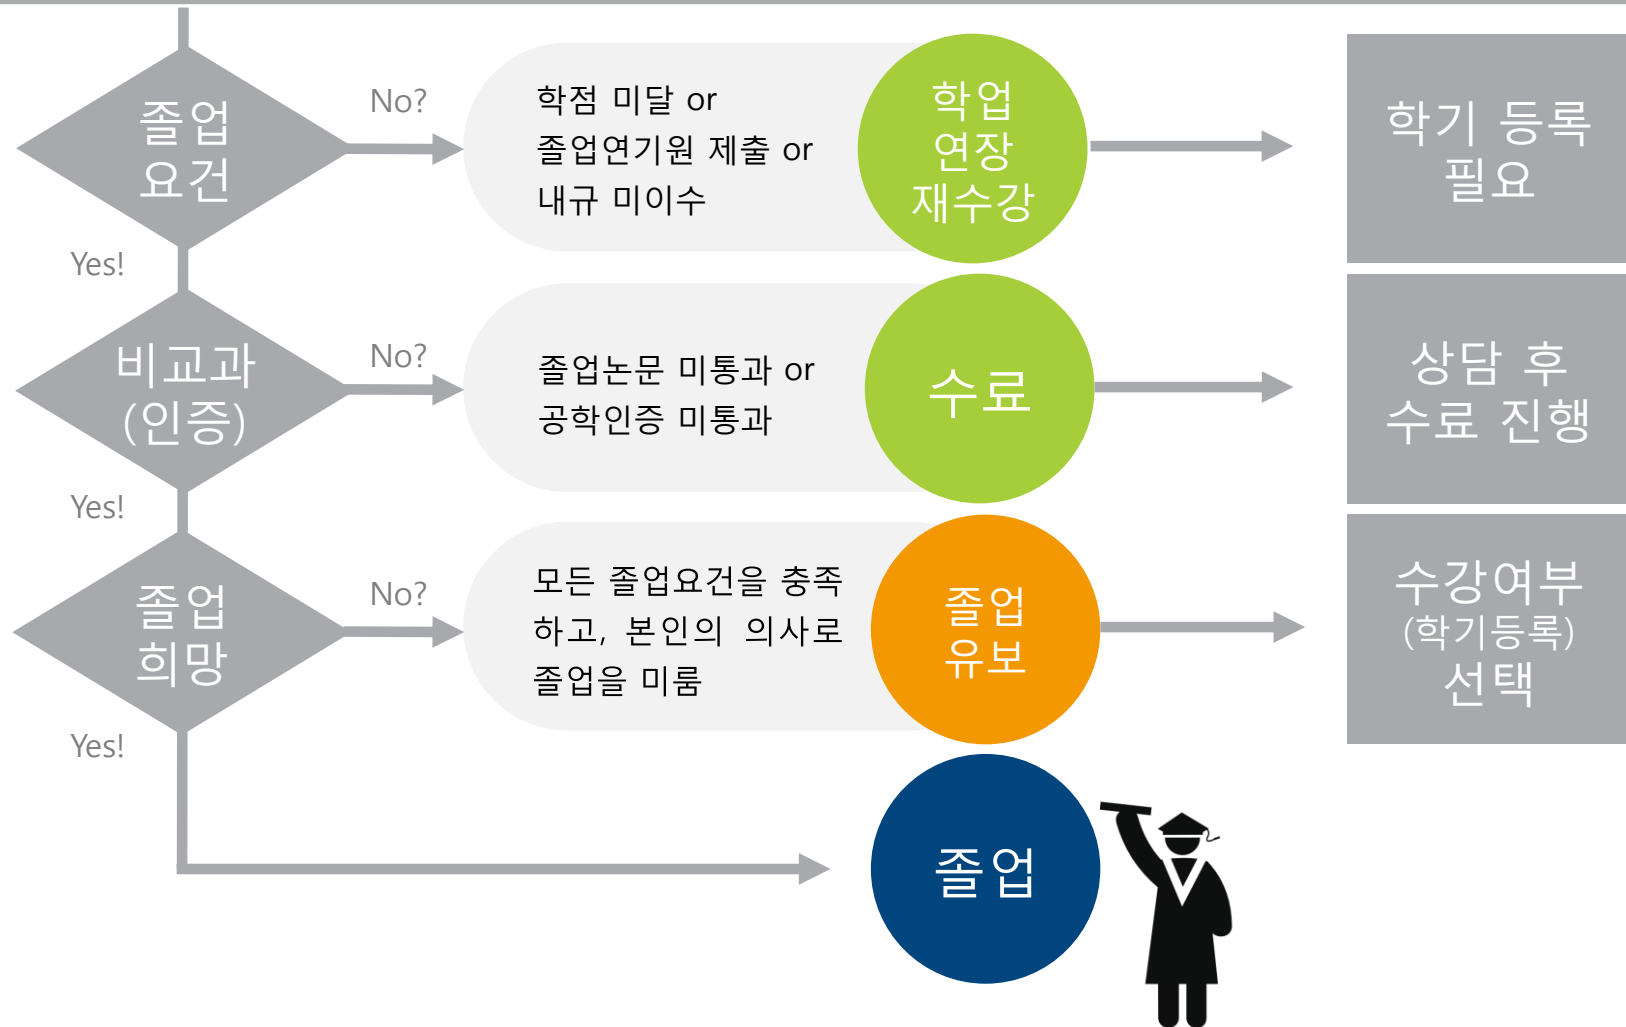 졸업
요건
No?
학점 미달 or
졸업연기원 제출 or
내규 미이수
학업
연장
재수강
학기 등록
필요
Yes!
비교과
(인증)
No?
졸업논문 미통과 or
공학인증 미통과
수료
상담 후
수료 진행
Yes!
졸업
희망
No?
모든 졸업요건을 충족
하고, 본인의 의사로
졸업을 미룸
졸업
유보
수강여부
(학기등록)
선택
Yes!
졸업